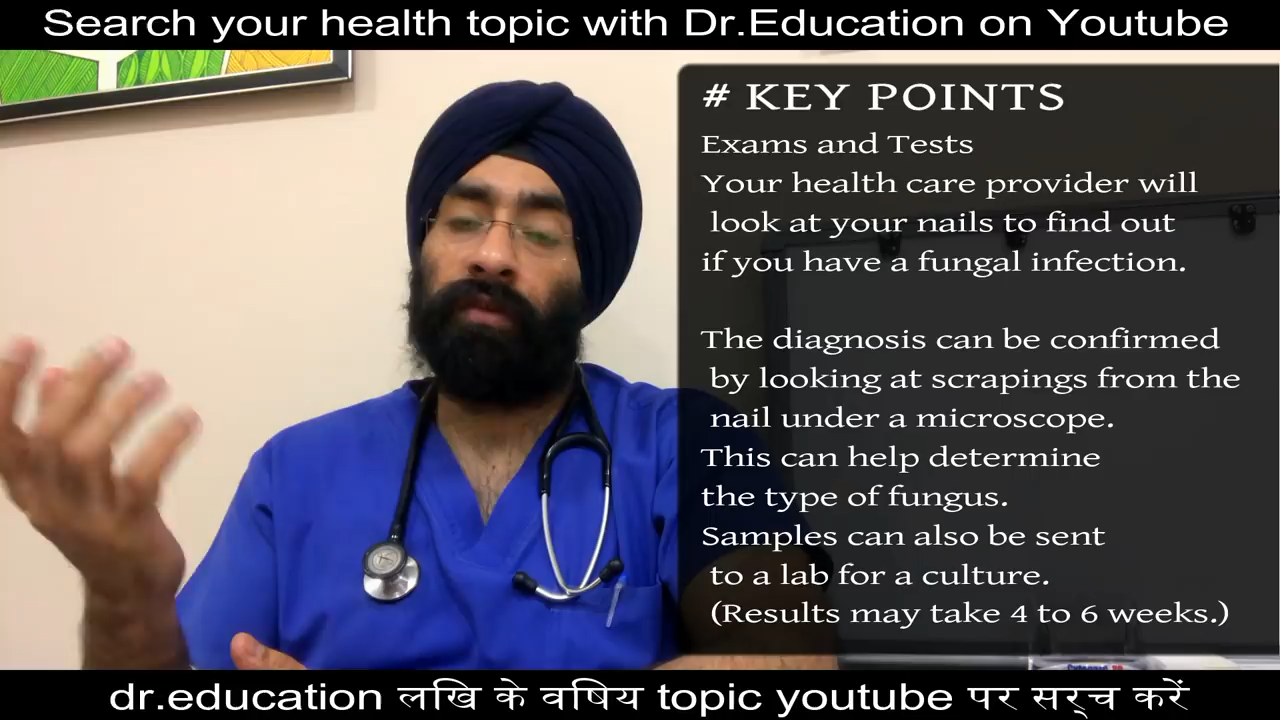 Search your health topic with Dr.Education on Youtube
# KEY POINTS
Exams and Tests
Your health care provider will
look at your nails to find out
if you have a fungal infection.
The diagnosis can be confirmed
by looking at scrapings from the
nail under a microscope.
This can help determine
the type of fungus.
Samples can also be sent
to a lab for a culture.
(Results may take 4 to 6 weeks.)
dr.education लखि के वषिय topic youtube पर सर्च करें